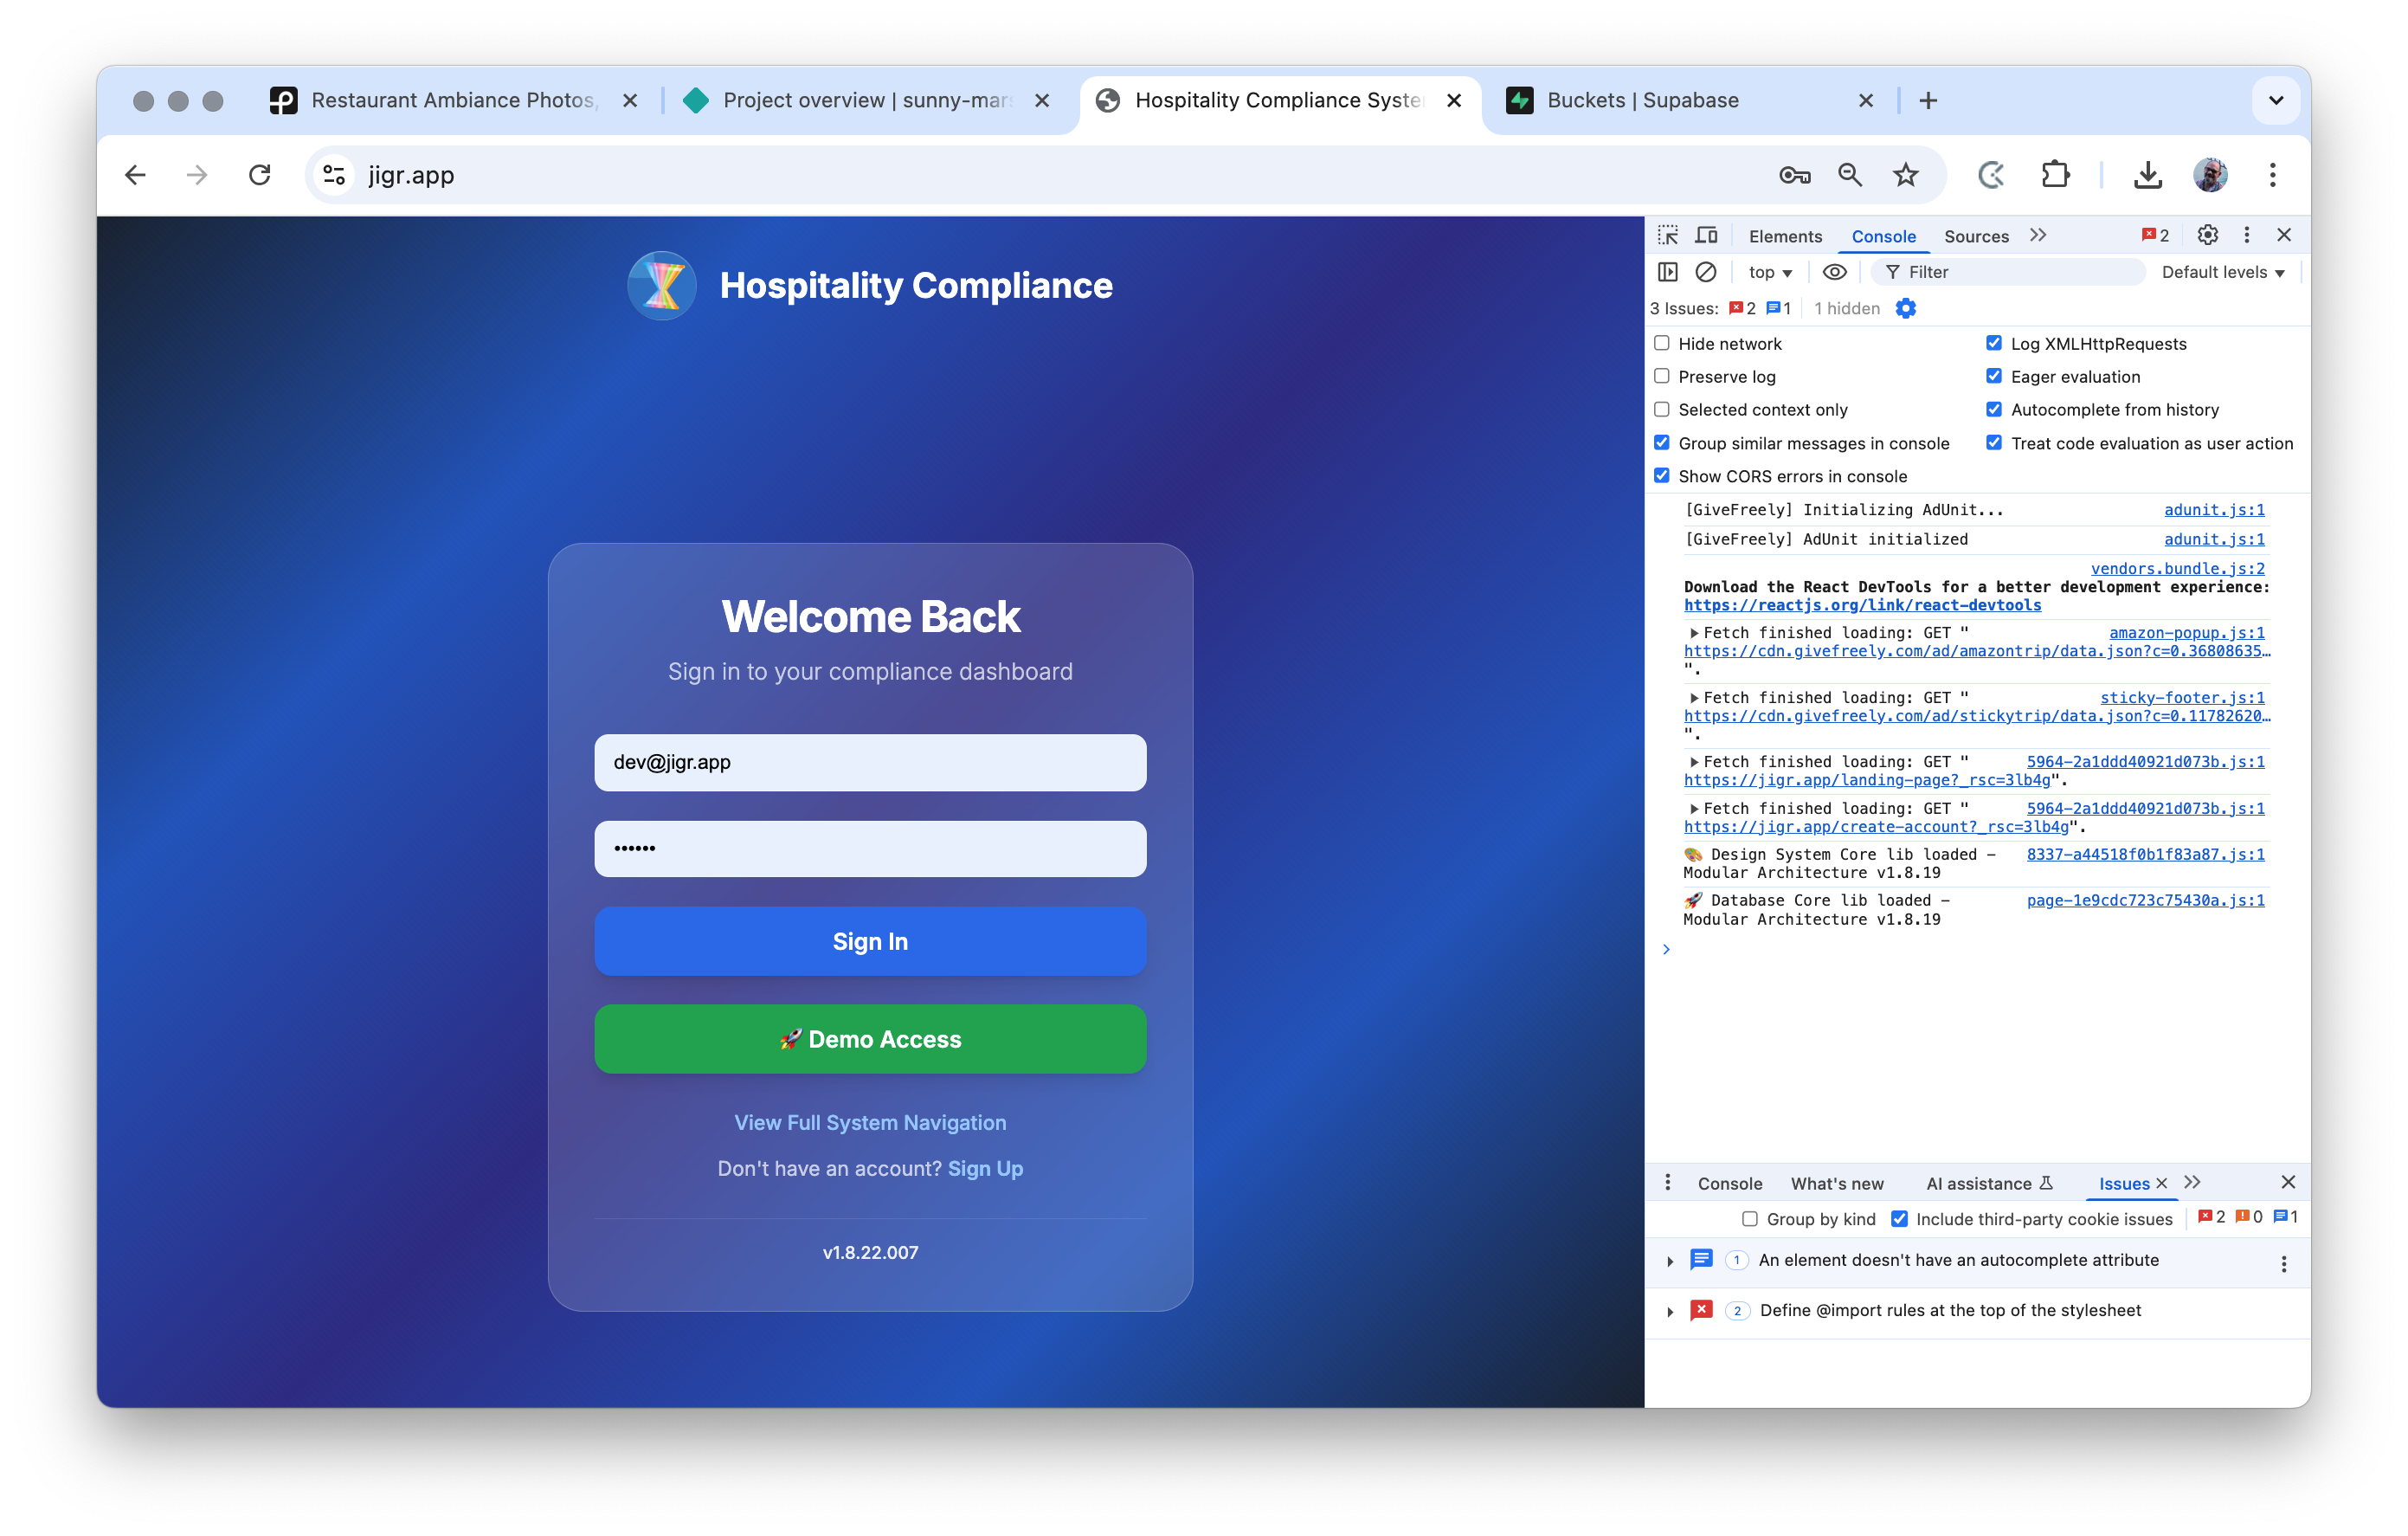 Restaurant Ambiance Photos,
Project overview | sunny-mars
Hospitality Compliance Syste
Buckets | Supabase
jigr.app
Hospitality Compliance
Welcome Back
Sign in to your compliance dashboard
dev@jigr.app
••••••
Sign In
🚀 Demo Access
View Full System Navigation
Don't have an account? Sign Up
v1.8.22.007
Elements
Console
Sources
2
top
Filter
Default levels
3 Issues: 2 1
1 hidden
Hide network
Log XMLHttpRequests
Preserve log
Eager evaluation
Selected context only
Autocomplete from history
Group similar messages in console
Treat code evaluation as user action
Show CORS errors in console
[GiveFreely] Initializing AdUnit... adunit.js:1
[GiveFreely] AdUnit initialized adunit.js:1
vendors.bundle.js:2
Download the React DevTools for a better development experience:
https://reactjs.org/link/react-devtools
Fetch finished loading: GET " amazon-popup.js:1
https://cdn.givefreely.com/ad/amazontrip/data.json?c=0.36808635…
".
Fetch finished loading: GET " sticky-footer.js:1
https://cdn.givefreely.com/ad/stickytrip/data.json?c=0.11782620…
".
Fetch finished loading: GET " 5964-2a1ddd40921d073b.js:1
https://jigr.app/landing-page?_rsc=3lb4g".
Fetch finished loading: GET " 5964-2a1ddd40921d073b.js:1
https://jigr.app/create-account?_rsc=3lb4g".
🎨 Design System Core lib loaded – 8337-a44518f0b1f83a87.js:1
Modular Architecture v1.8.19
🚀 Database Core lib loaded – page-1e9cdc723c75430a.js:1
Modular Architecture v1.8.19
Console
What's new
AI assistance
Issues
Group by kind
Include third-party cookie issues
2 0 1
1 An element doesn't have an autocomplete attribute
2 Define @import rules at the top of the stylesheet